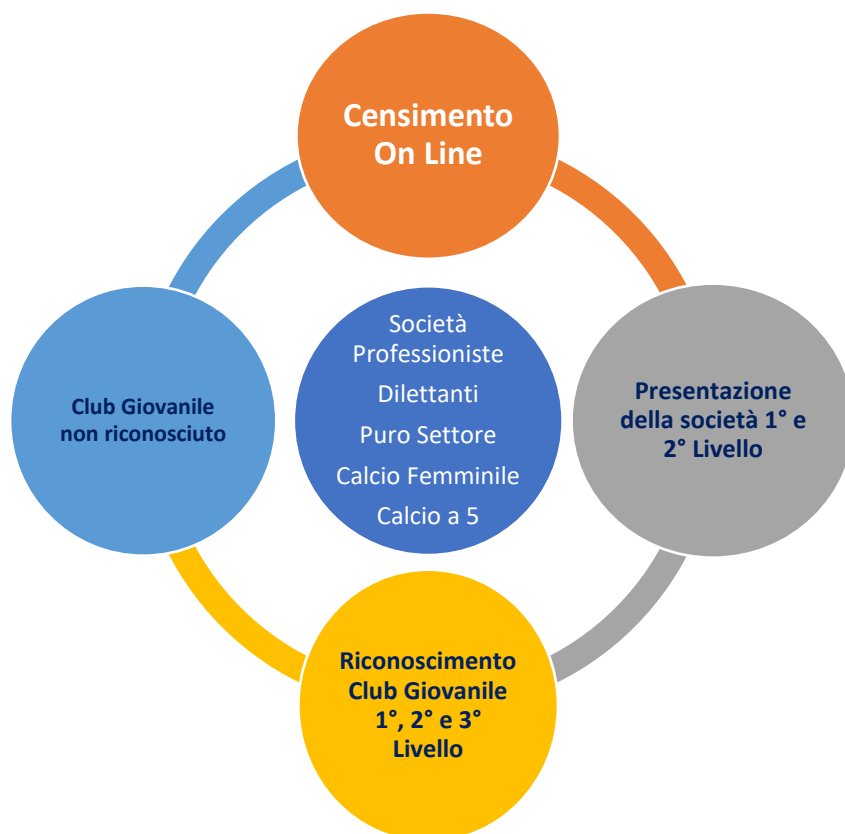 Censimento
On Line
Società
Professioniste
Dilettanti
Puro Settore
Calcio Femminile
Calcio a 5
Club Giovanile
non riconosciuto
Presentazione
della società 1° e
2° Livello
Riconoscimento
Club Giovanile
1°, 2° e 3°
Livello